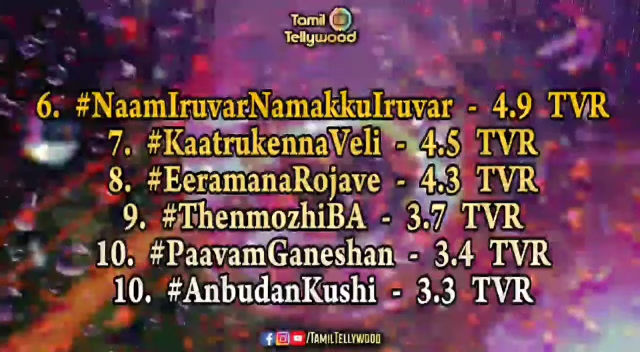 Tamil
Tellywood
6. #NaamIruvarNamakkuIruvar - 4.9 TVR
7. #KaatrukennaVeli - 4.5 TVR
8. #EeramanaRojave - 4.3 TVR
9. #ThenmozhiBA - 3.7 TVR
10. #PaavamGaneshan - 3.4 TVR
10. #AnbudanKushi - 3.3 TVR
/TamilTellywood